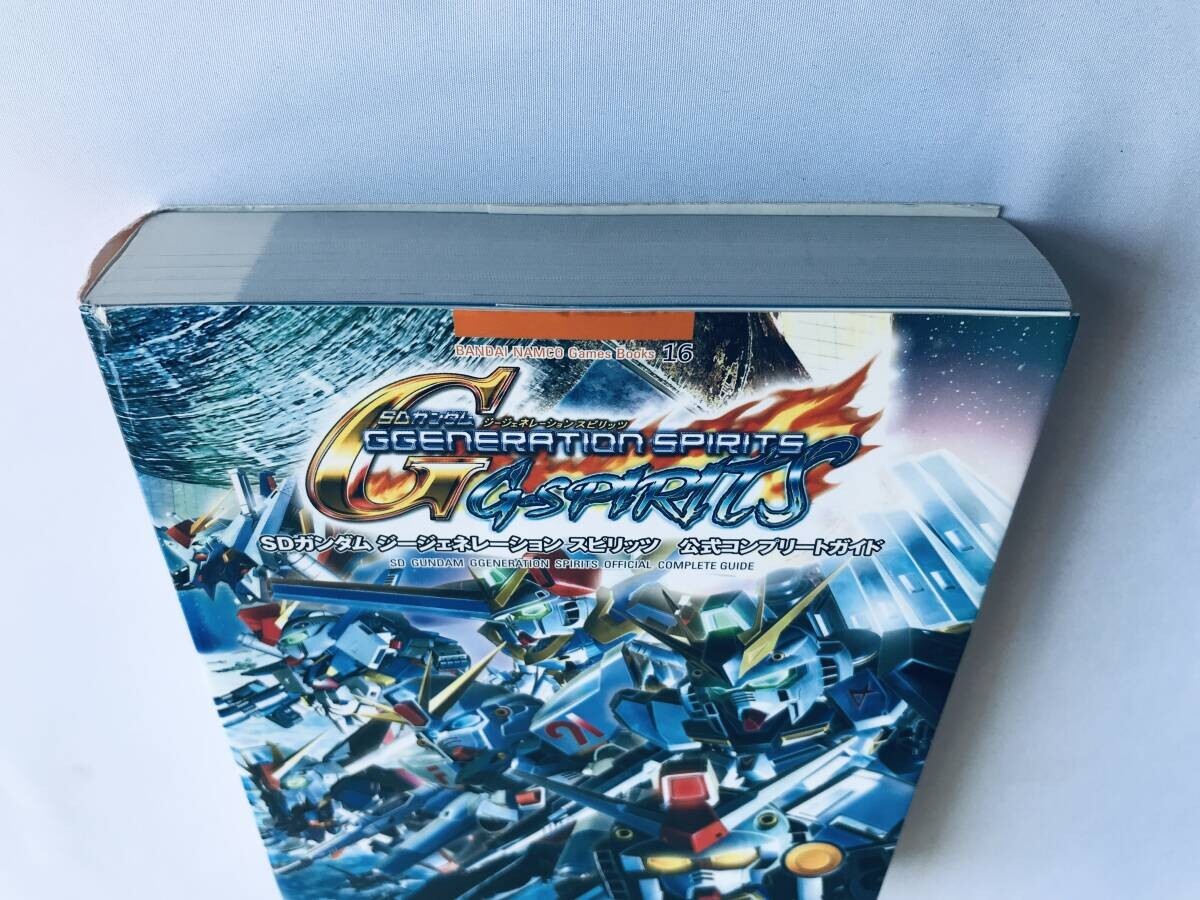 BANDAI NAMCO Games Books 16
SDガンダム ジージェネレーション スピリッツ
GGENERATION SPIRITS
G-SPIRITS
SDガンダム ジージェネレーション スピリッツ 公式コンプリートガイド
SD GUNDAM GGENERATION SPIRITS OFFICIAL COMPLETE GUIDE